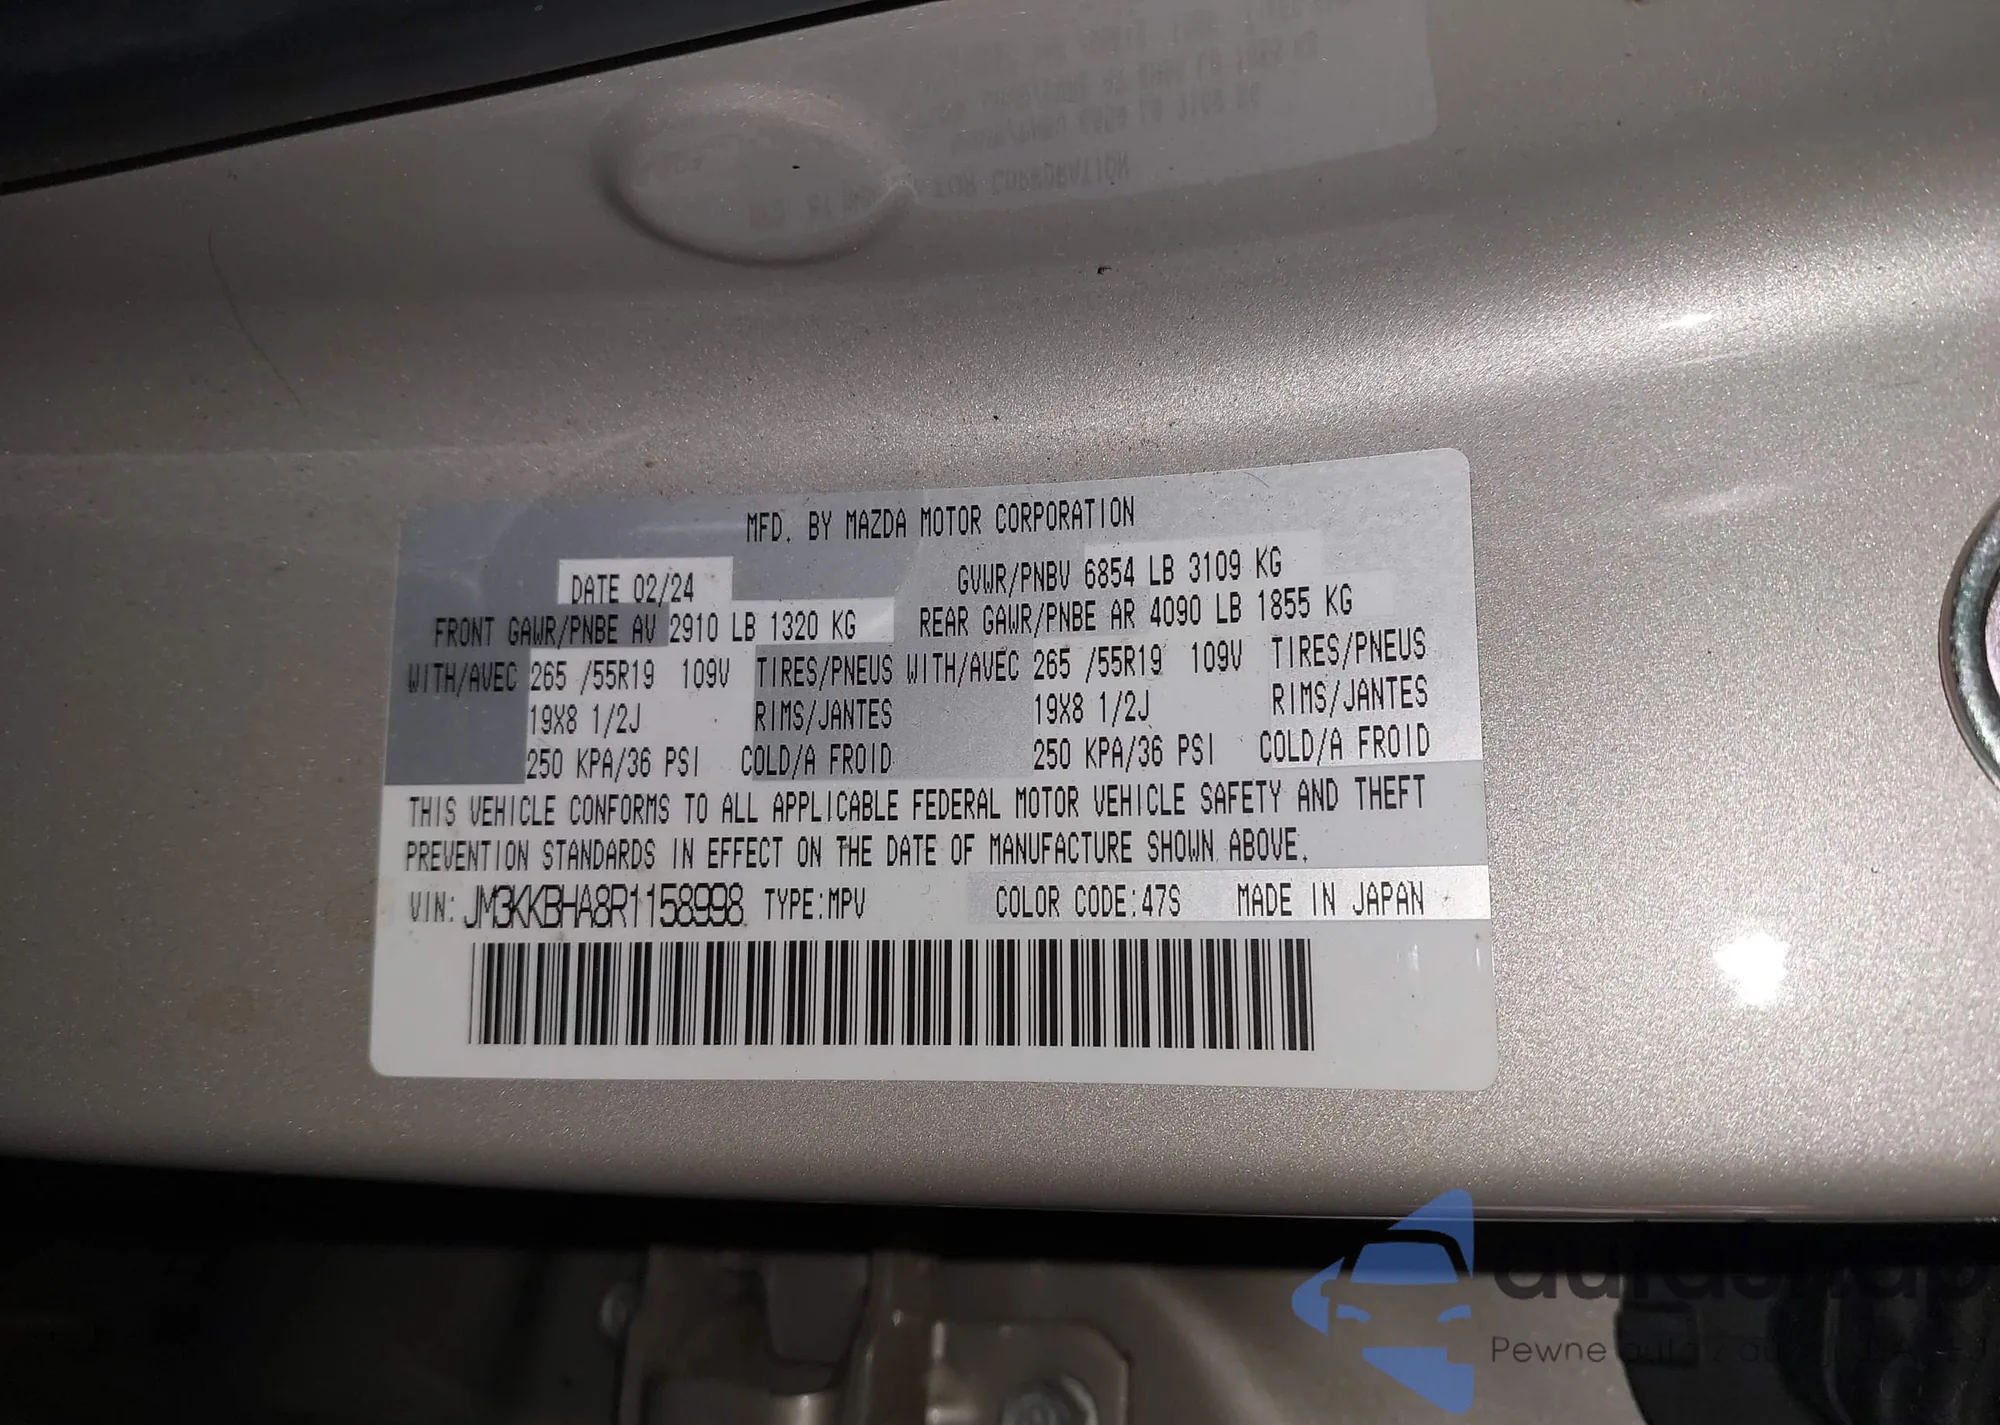 MFD. BY MAZDA MOTOR CORPORATION
DATE 02/24 GVWR/PNBV 6854 LB 3109 KG
FRONT GAWR/PNBE AV 2910 LB 1320 KG REAR GAWR/PNBE AR 4090 LB 1855 KG
WITH/AVEC 265 /55R19 109V TIRES/PNEUS WITH/AVEC 265 /55R19 109V TIRES/PNEUS
19X8 1/2J RIMS/JANTES 19X8 1/2J RIMS/JANTES
250 KPA/36 PSI COLD/A FROID 250 KPA/36 PSI COLD/A FROID
THIS VEHICLE CONFORMS TO ALL APPLICABLE FEDERAL MOTOR VEHICLE SAFETY AND THEFT
PREVENTION STANDARDS IN EFFECT ON THE DATE OF MANUFACTURE SHOWN ABOVE.
VIN: JM3KKBHA8R1158998 TYPE:MPV COLOR CODE:47S MADE IN JAPAN
Pewne auta z